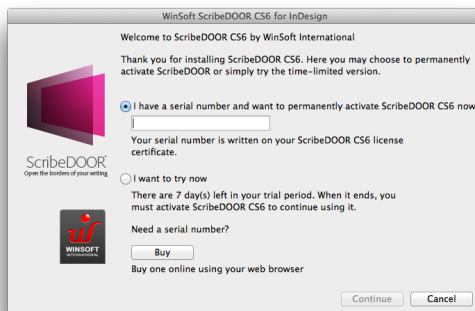 WinSoft ScribeDOOR CS6 for InDesign
Welcome to ScribeDOOR CS6 by WinSoft International
Thank you for installing ScribeDOOR CS6. Here you may choose to permanently
activate ScribeDOOR or simply try the time-limited version.
I have a serial number and want to permanently activate ScribeDOOR CS6 now
Your serial number is written on your ScribeDOOR CS6 license
certificate.
ScribeDOOR
Open the borders of your writing
I want to try now
There are 7 day(s) left in your trial period. When it ends, you
must activate ScribeDOOR CS6 to continue using it.
Need a serial number?
WINSOFT
INTERNATIONAL
Buy
Buy one online using your web browser
Continue
Cancel